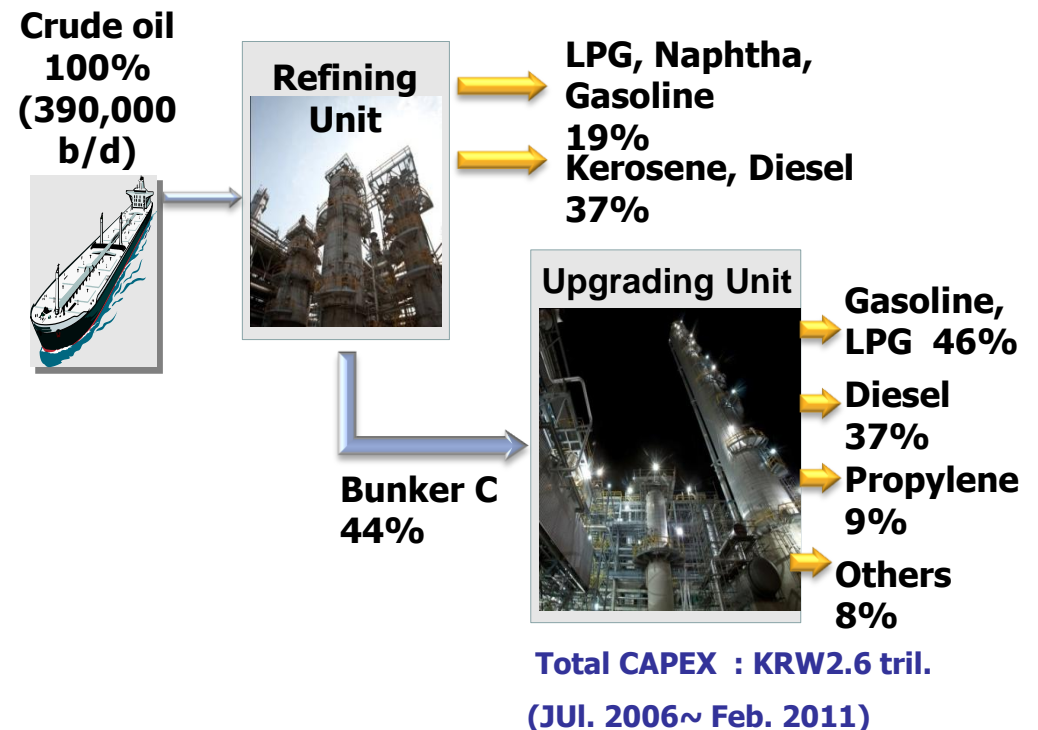 Crude oil
100%
(390,000
b/d)
Refining
Unit
LPG, Naphtha,
Gasoline
19%
Kerosene, Diesel
37%
Bunker C
44%
Upgrading Unit
Gasoline,
LPG  46%
Diesel
37%
Propylene
9%
Others
8%
Total CAPEX  : KRW2.6 tril.
(JUl. 2006~ Feb. 2011)